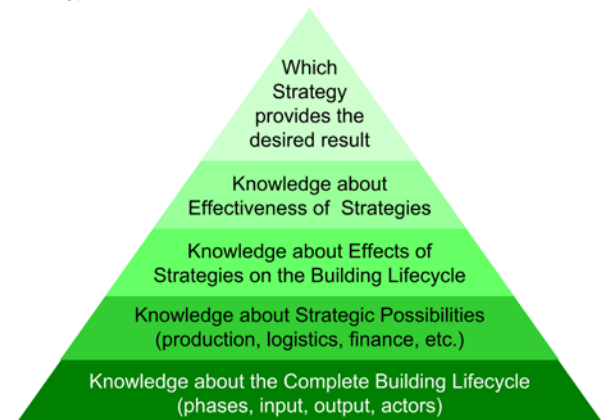 Which
Strategy
provides the
desired result
Knowledge about
Effectiveness of Strategies
Knowledge about Effects of
Strategies on the Building Lifecycle
Knowledge about Strategic Possibilities
(production, logistics, finance, etc.)
Knowledge about the Complete Building Lifecycle
(phases, input, output, actors)